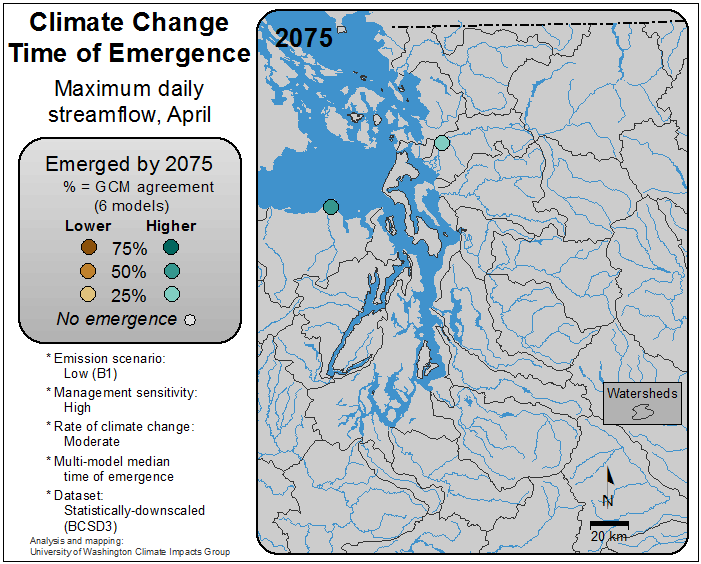 Climate Change
Time of Emergence
Maximum daily
streamflow, April
Emerged by 2075
% = GCM agreement
(6 models)
Lower Higher
75%
50%
25%
No emergence
* Emission scenario:
Low (B1)
* Management sensitivity:
High
* Rate of climate change:
Moderate
* Multi-model median
time of emergence
* Dataset:
Statistically-downscaled
(BCSD3)
Analysis and mapping:
University of Washington Climate Impacts Group
2075
Watersheds
N
20 km